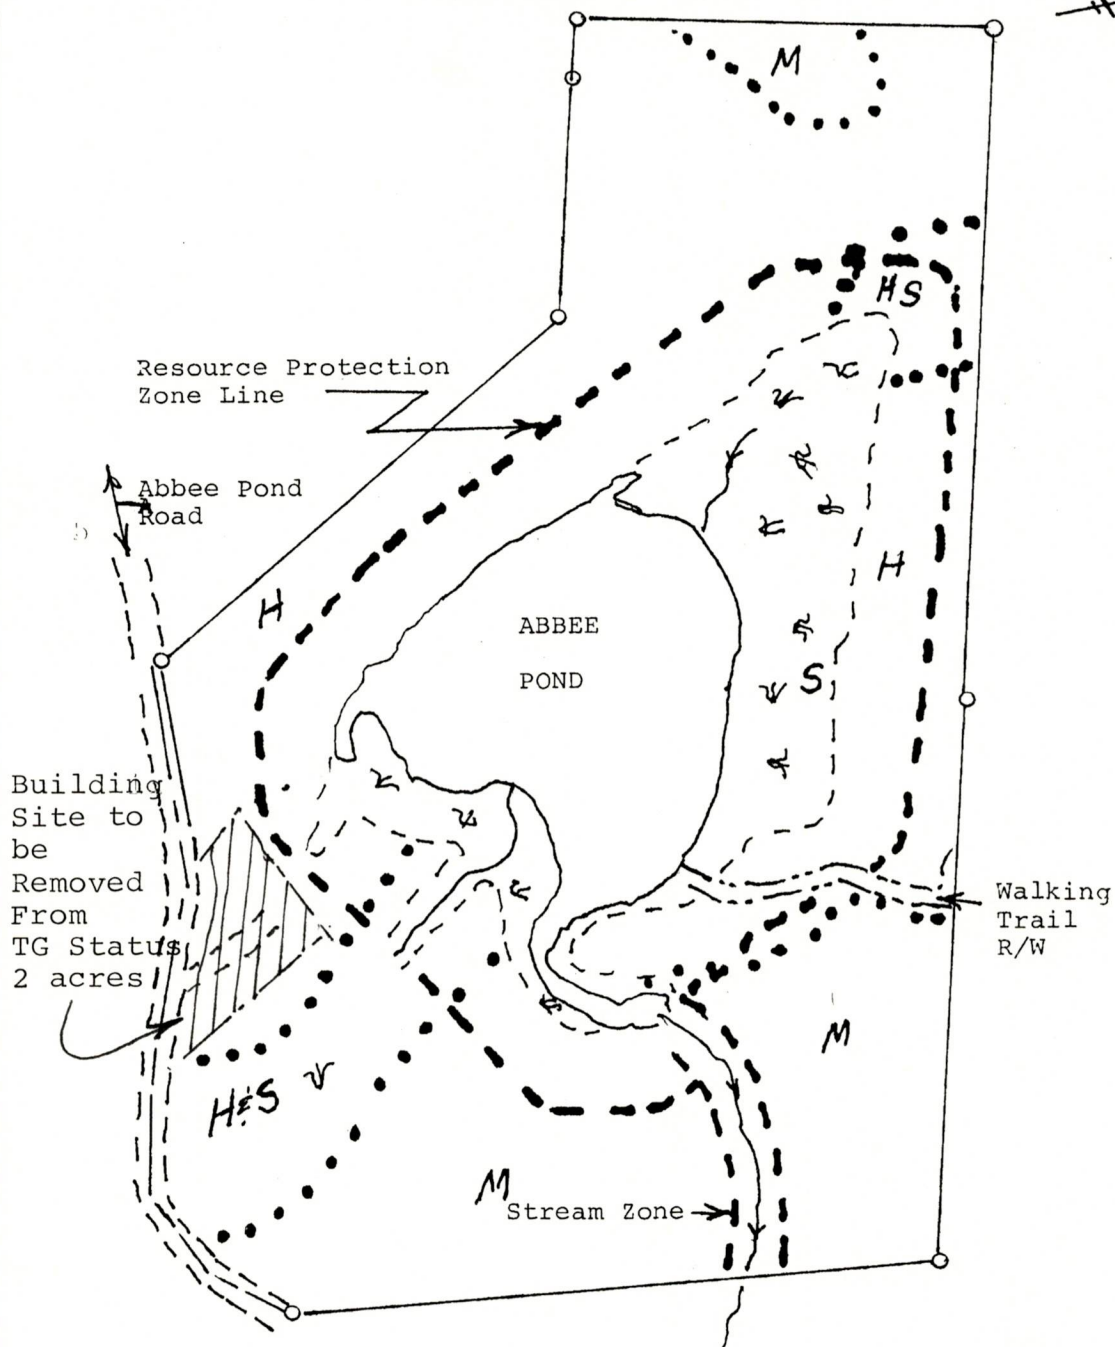 M
HS
Resource Protection
Zone Line
Abbee Pond
Road
H
H
ABBEE
POND
S
Building
Site to
be
Removed
From
TG Status
2 acres
Walking
Trail
R/W
M
H&S
M
Stream Zone